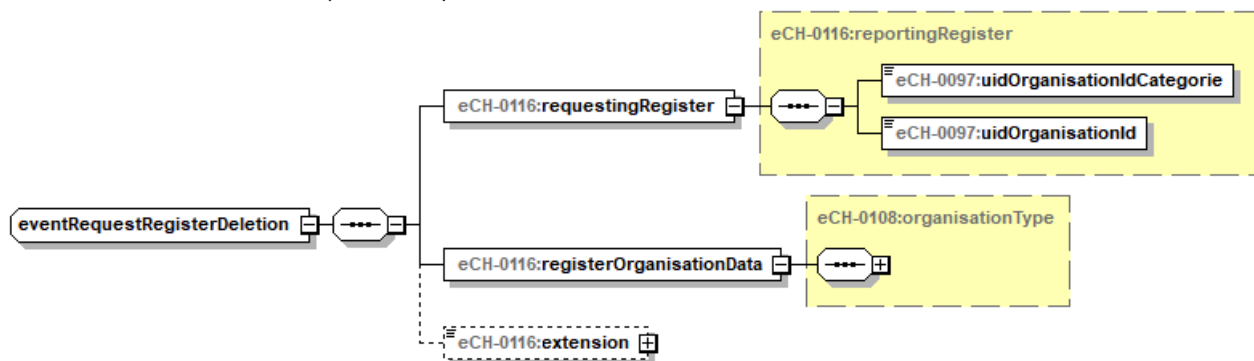 eCH-0116:reportingRegister
eCH-0097:uidOrganisationIdCategorie
eCH-0116:requestingRegister
eCH-0097:uidOrganisationId
eventRequestRegisterDeletion
eCH-0108:organisationType
eCH-0116:registerOrganisationData
eCH-0116:extension